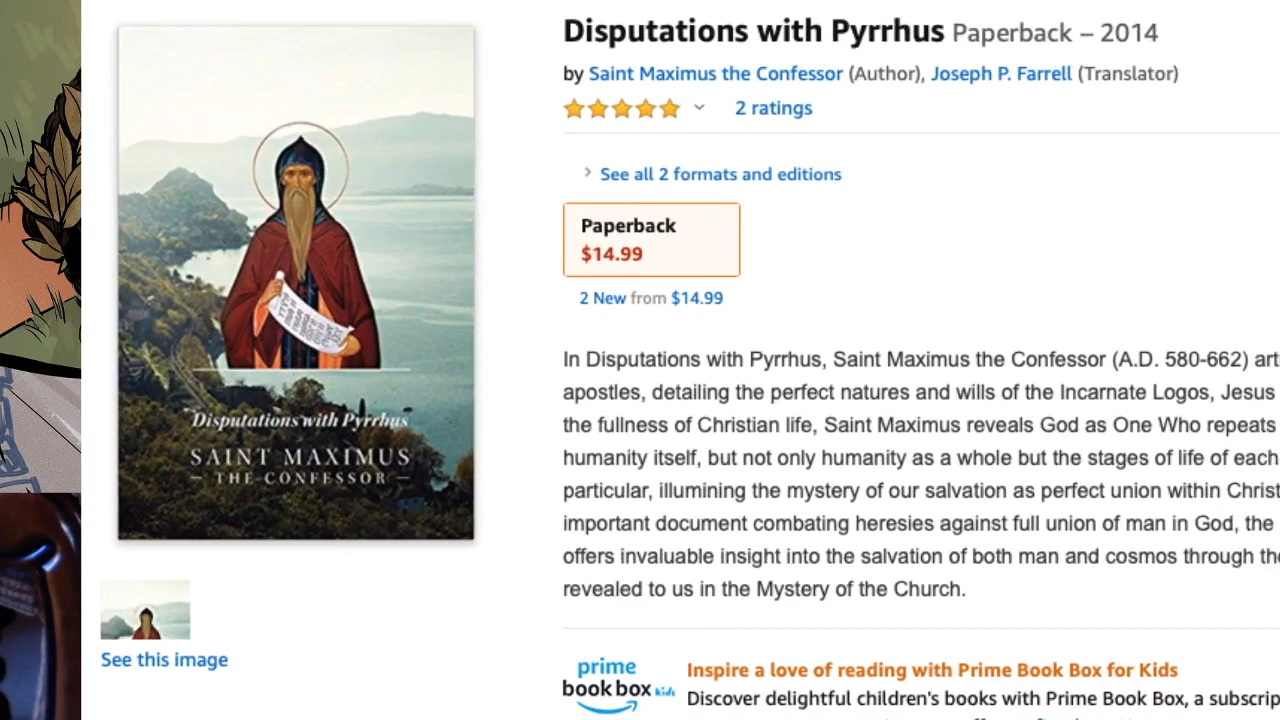 Disputations with Pyrrhus Paperback – 2014
by Saint Maximus the Confessor (Author), Joseph P. Farrell (Translator)
2 ratings
See all 2 formats and editions
Paperback
$14.99
2 New from $14.99
Disputations with Pyrrhus
SAINT MAXIMUS
— THE CONFESSOR —
In Disputations with Pyrrhus, Saint Maximus the Confessor (A.D. 580-662) art
apostles, detailing the perfect natures and wills of the Incarnate Logos, Jesus
the fullness of Christian life, Saint Maximus reveals God as One Who repeats
humanity itself, but not only humanity as a whole but the stages of life of each
particular, illumining the mystery of our salvation as perfect union within Christ
important document combating heresies against full union of man in God, the
offers invaluable insight into the salvation of both man and cosmos through the
revealed to us in the Mystery of the Church.
See this image
prime
book box kids
Inspire a love of reading with Prime Book Box for Kids
Discover delightful children's books with Prime Book Box, a subscrip